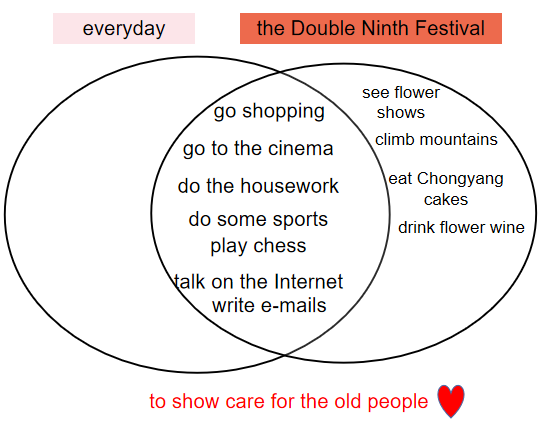 everyday
the Double Ninth Festival
go shopping
go to the cinema
do the housework
do some sports
play chess
talk on the Internet
write e-mails
see flower
shows
climb mountains
eat Chongyang
cakes
drink flower wine
to show care for the old people